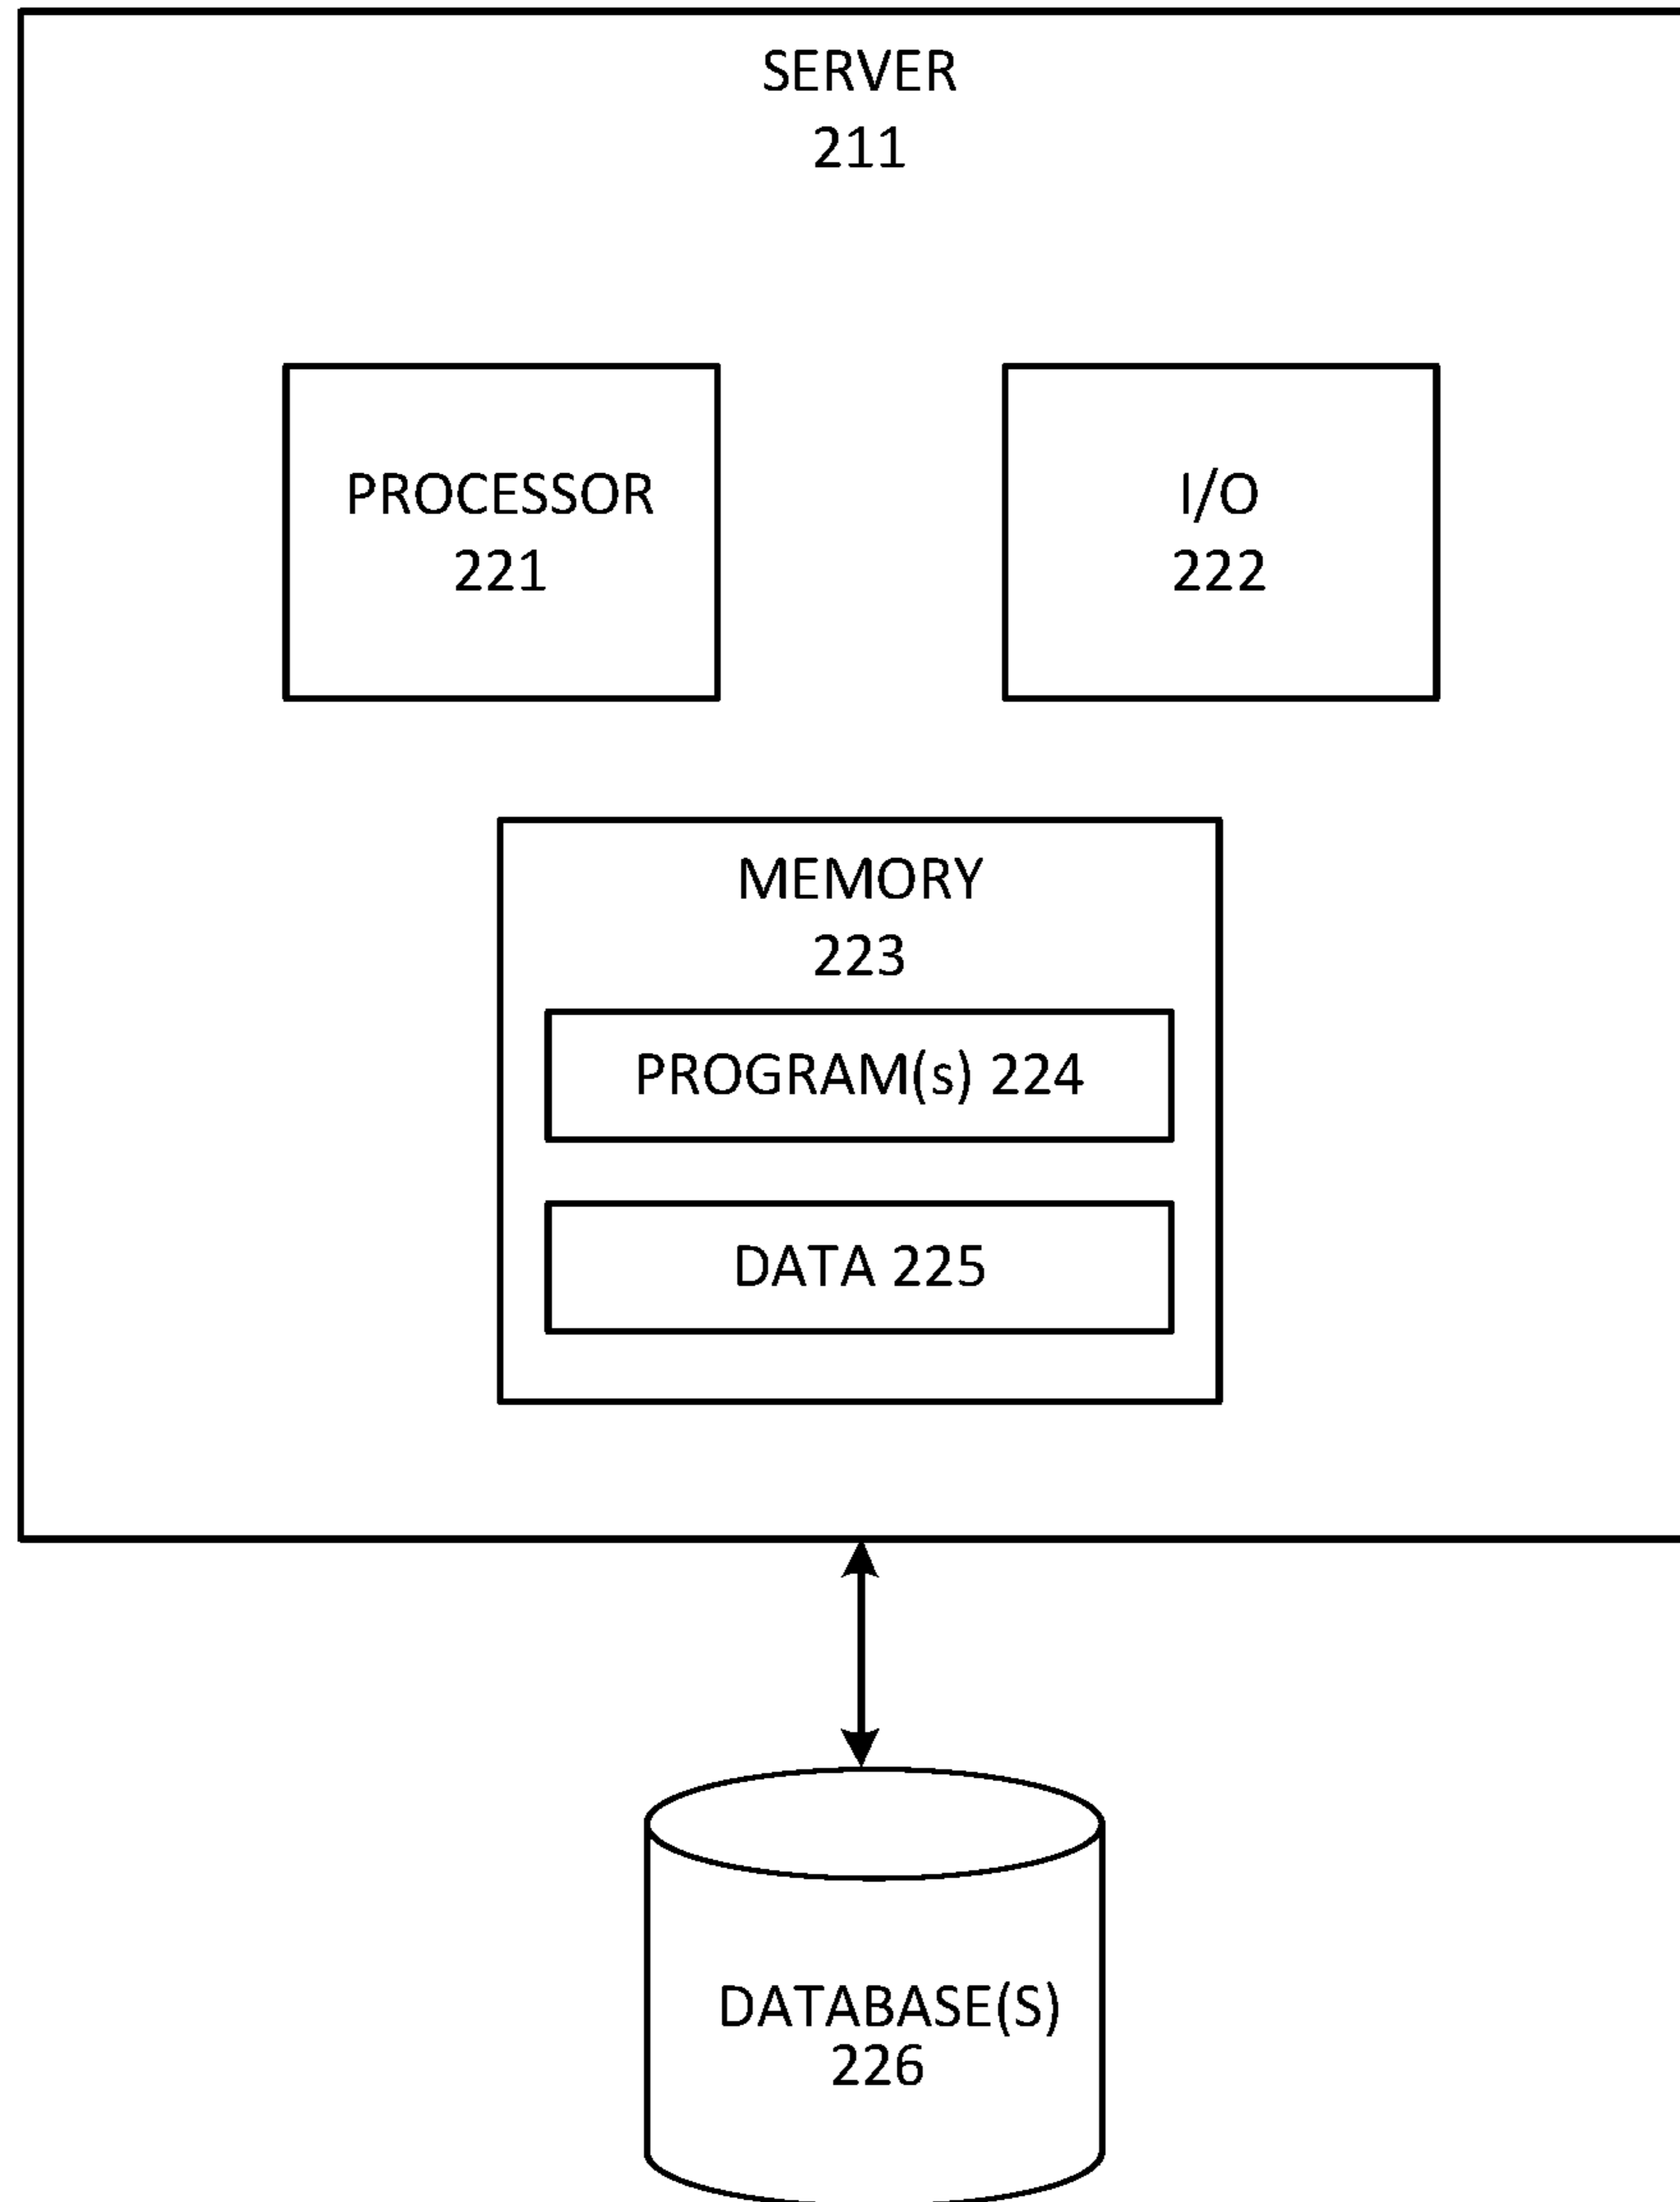 SERVER
211
PROCESSOR
221
I/O
222
MEMORY
223
PROGRAM(s) 224
DATA 225
DATABASE(S)
226